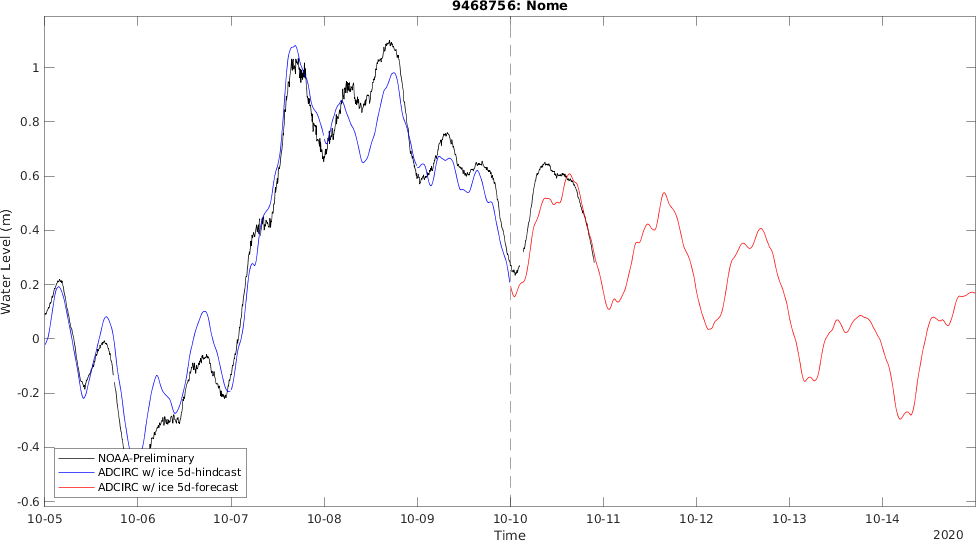 9468756: Nome
1
0.8
0.6
0.4
0.2
0
-0.2
-0.4
-0.6
Water Level (m)
NOAA-Preliminary
ADCIRC w/ ice 5d-hindcast
ADCIRC w/ ice 5d-forecast
10-05 10-06 10-07 10-08 10-09 10-10 10-11 10-12 10-13 10-14
Time
2020